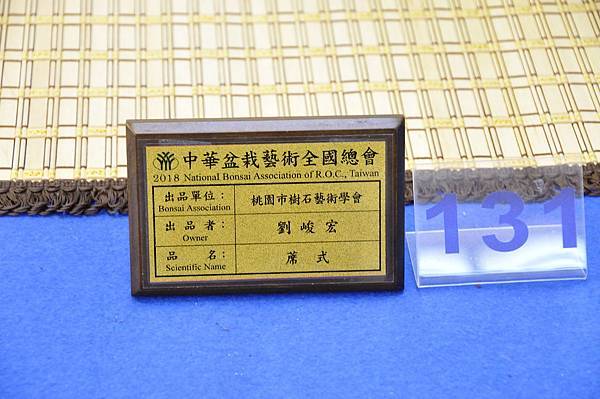 中華盆栽藝術全國總會
2018 National Bonsai Association of R.O.C., Taiwan
出品單位： 桃園市樹石藝術學會
Bonsai Association
出品者： 劉峻宏
Owner
品名： 蓆式
Scientific Name
131